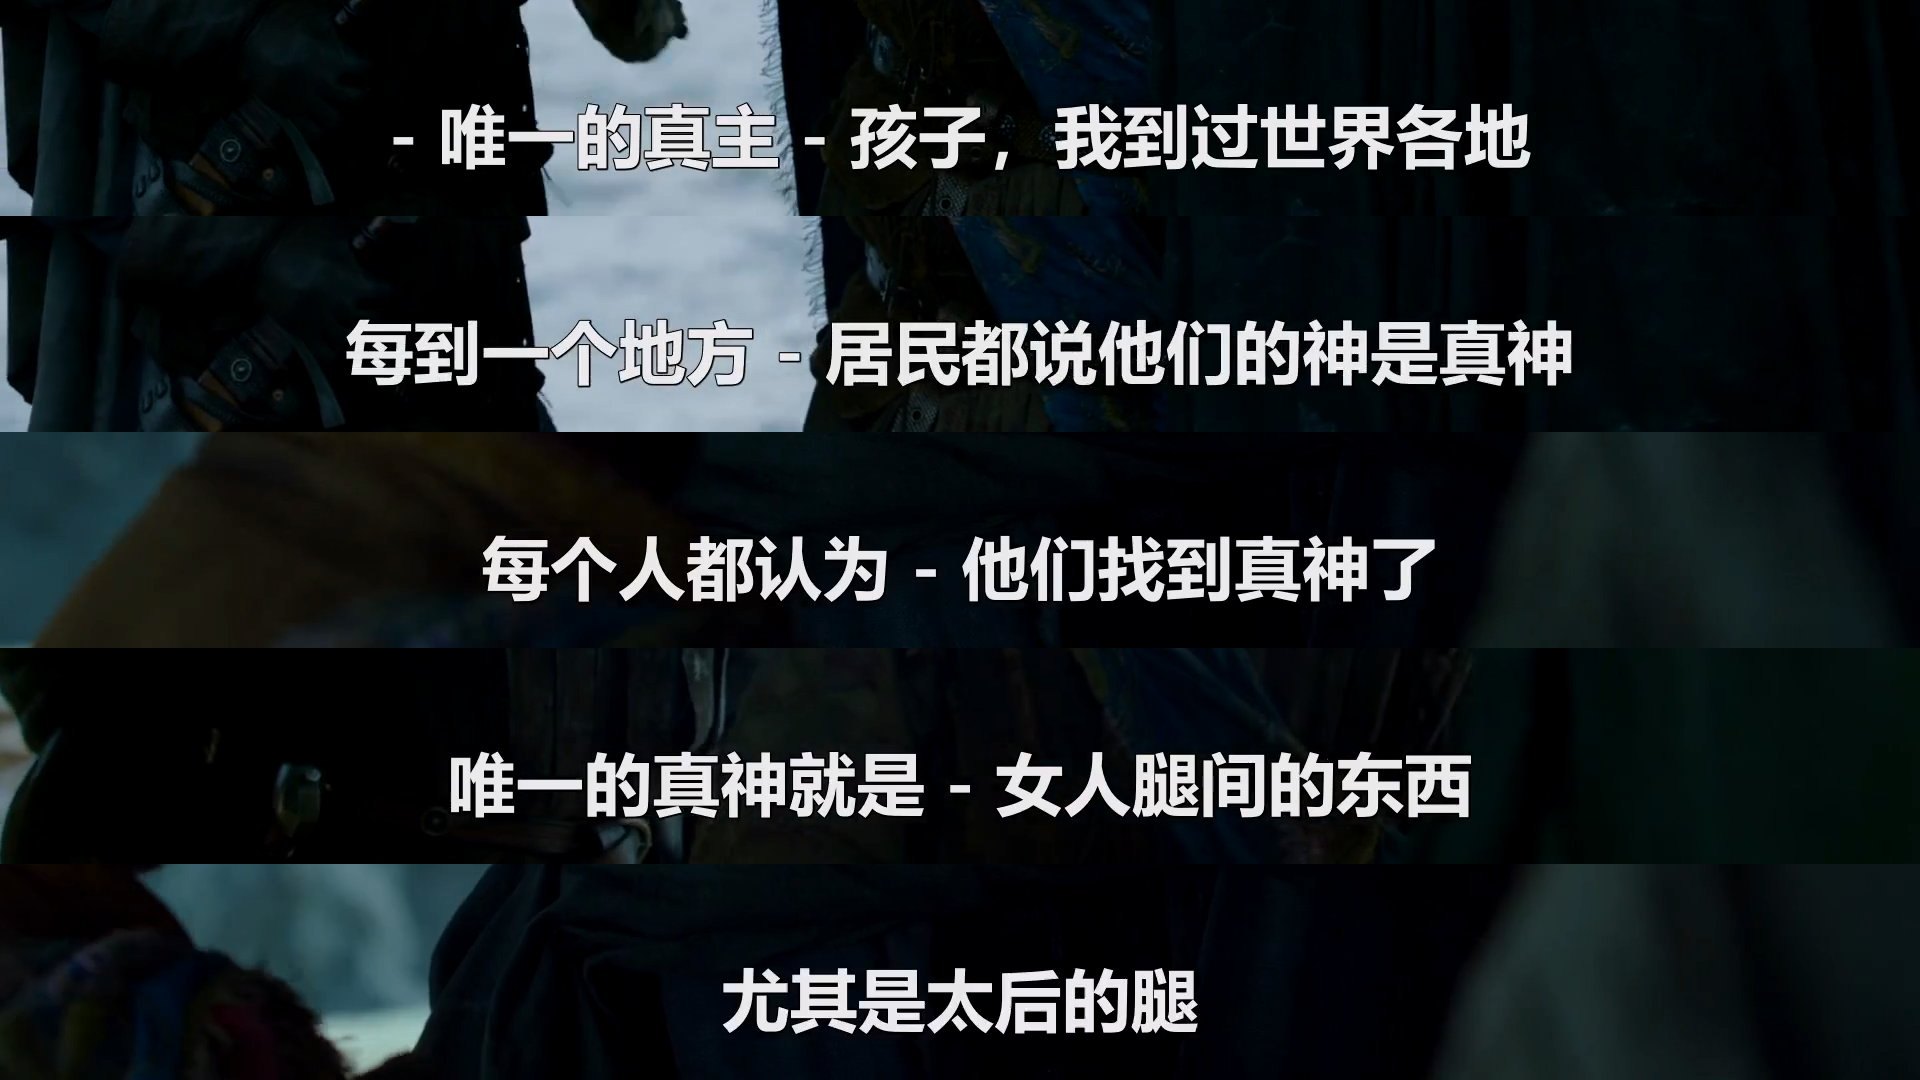 - 唯一的真主 - 孩子，我到过世界各地
每到一个地方 - 居民都说他们的神是真神
每个人都认为 - 他们找到真神了
唯一的真神就是 - 女人腿间的东西
尤其是太后的腿